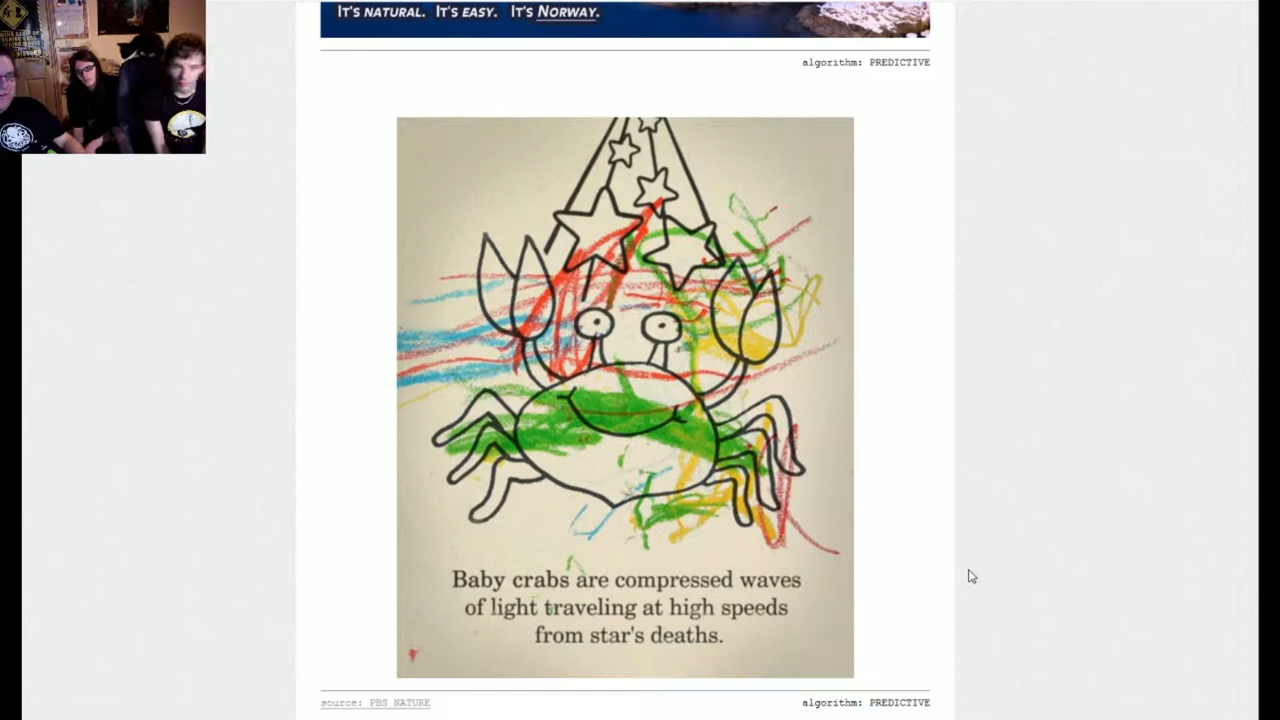 IT'S NATURAL. IT'S EASY. IT'S NORWAY.
algorithm: PREDICTIVE
Baby crabs are compressed waves
of light traveling at high speeds
from star's deaths.
source: PBS NATURE
algorithm: PREDICTIVE